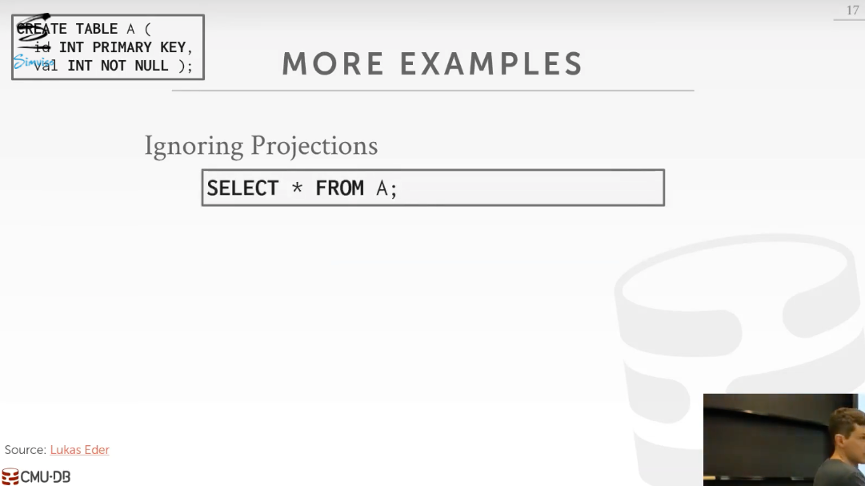 17
CREATE TABLE A (
id INT PRIMARY KEY,
val INT NOT NULL );
MORE EXAMPLES
Ignoring Projections
SELECT * FROM A;
Source: Lukas Eder
CMU·DB